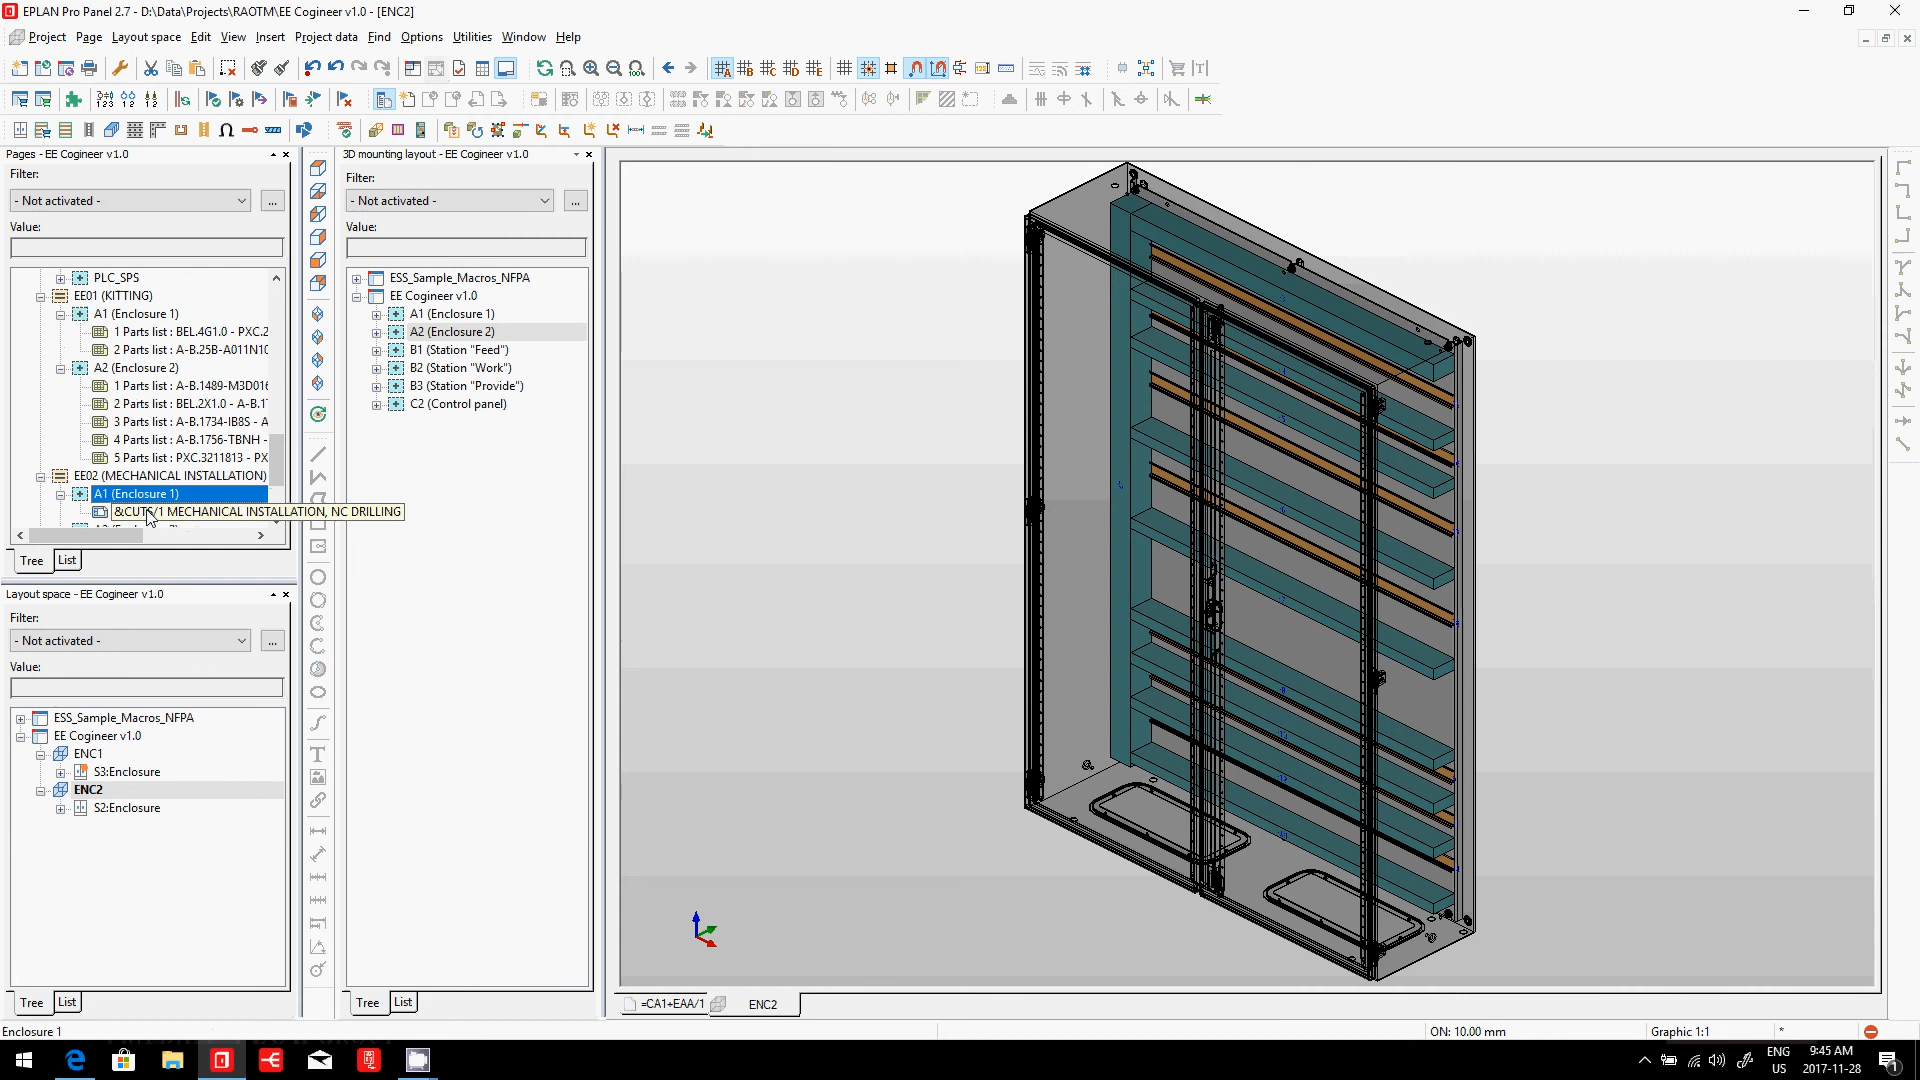 EPLAN Pro Panel 2.7 - D:\Data\Projects\RAOTM\EE Cogineer v1.0 - [ENC2]
Project Page Layout space Edit View Insert Project data Find Options Utilities Window Help
Pages - EE Cogineer v1.0
Filter:
- Not activated -
...
Value:
PLC_SPS
EE01 (KITTING)
A1 (Enclosure 1)
1 Parts list : BEL.4G1.0 - PXC.2
2 Parts list : A-B.25B-A011N1
A2 (Enclosure 2)
1 Parts list : A-B.1489-M3D016
2 Parts list : BEL.2X1.0 - A-B.1
3 Parts list : A-B.1734-IB8S - A
4 Parts list : A-B.1756-TBNH -
5 Parts list : PXC.3211813 - PX
EE02 (MECHANICAL INSTALLATION)
A1 (Enclosure 1)
&CUTS/1 MECHANICAL INSTALLATION, NC DRILLING
Tree List
Layout space - EE Cogineer v1.0
Filter:
- Not activated -
...
Value:
ESS_Sample_Macros_NFPA
EE Cogineer v1.0
ENC1
S3:Enclosure
ENC2
S2:Enclosure
Tree List
3D mounting layout - EE Cogineer v1.0
Filter:
- Not activated -
...
Value:
ESS_Sample_Macros_NFPA
EE Cogineer v1.0
A1 (Enclosure 1)
A2 (Enclosure 2)
B1 (Station "Feed")
B2 (Station "Work")
B3 (Station "Provide")
C2 (Control panel)
Tree List
=CA1+EAA/1 ENC2
Enclosure 1
ON: 10.00 mm
Graphic 1:1
*
ENG
US
9:45 AM
2017-11-28
1